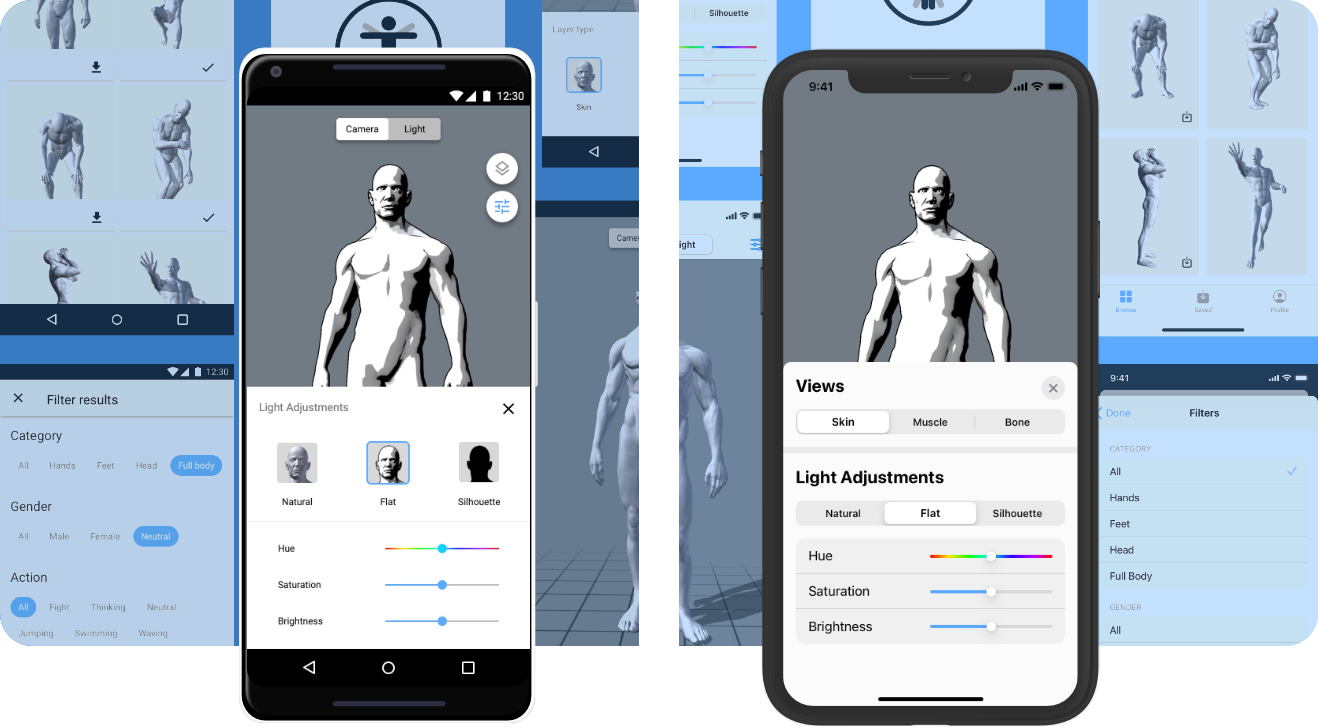 Layer type
Skin
12:30
Camera
Light
Light Adjustments
Natural
Flat
Silhouette
Hue
Saturation
Brightness
12:30
Filter results
Category
All Hands Feet Head Full body
Gender
All Male Female Neutral
Action
All Fight Thinking Neutral
Jumping Swimming Waving
Silhouette
9:41
Views
Skin Muscle Bone
Light Adjustments
Natural Flat Silhouette
Hue
Saturation
Brightness
Browse Saved Profile
9:41
Done Filters
CATEGORY
All
Hands
Feet
Head
Full Body
GENDER
All